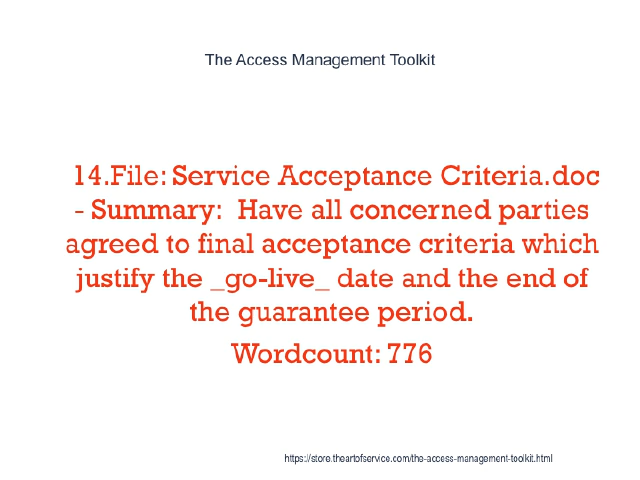 The Access Management Toolkit
14.File: Service Acceptance Criteria.doc
- Summary: Have all concerned parties
agreed to final acceptance criteria which
justify the _go-live_ date and the end of
the guarantee period.
Wordcount: 776
https://store.theartofservice.com/the-access-management-toolkit.html